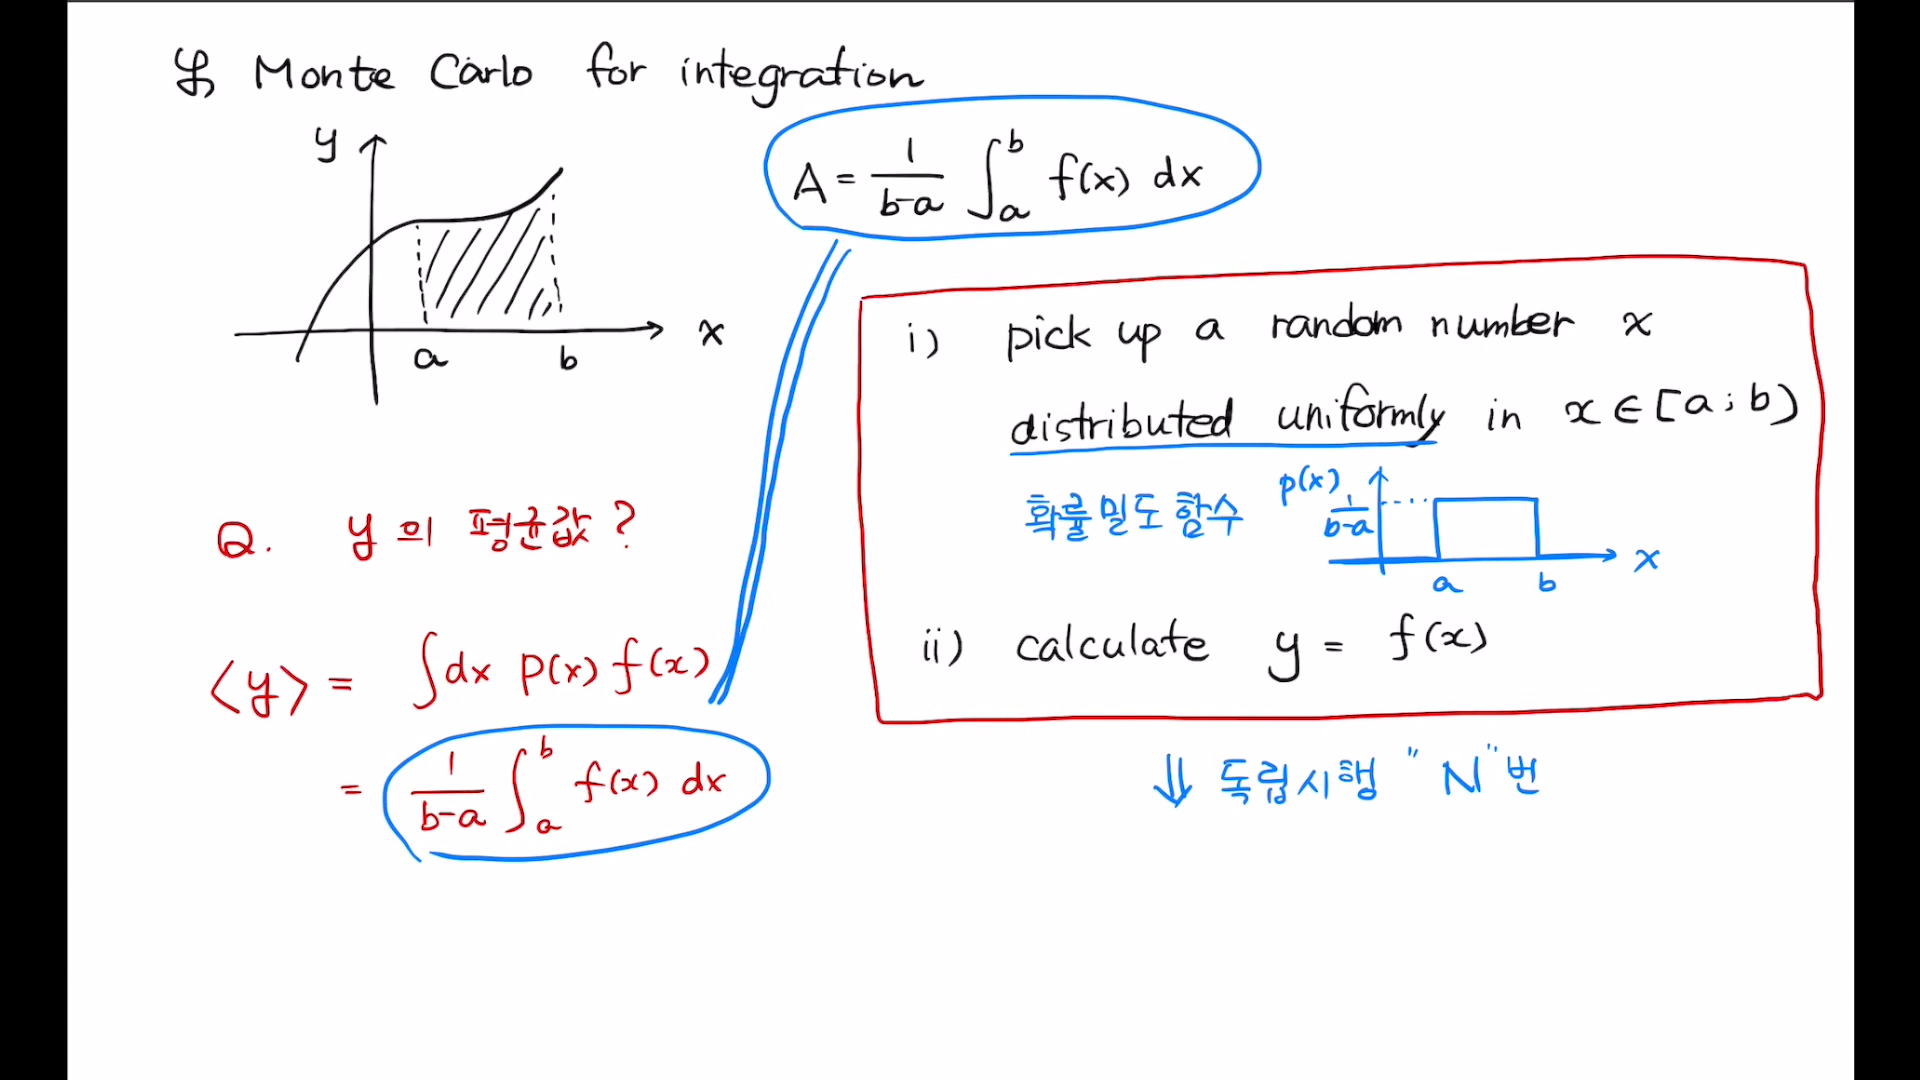 § Monte Carlo for integration
y
x
a b
A = 1/(b-a) ∫_a^b f(x) dx
i) pick up a random number x
distributed uniformly in x ∈ [a ; b)
확률밀도함수
p(x)
1/(b-a)
a b
x
ii) calculate y = f(x)
⇓ 독립시행 "N"번
Q. y의 평균값?
<y> = ∫dx p(x) f(x)
= 1/(b-a) ∫_a^b f(x) dx